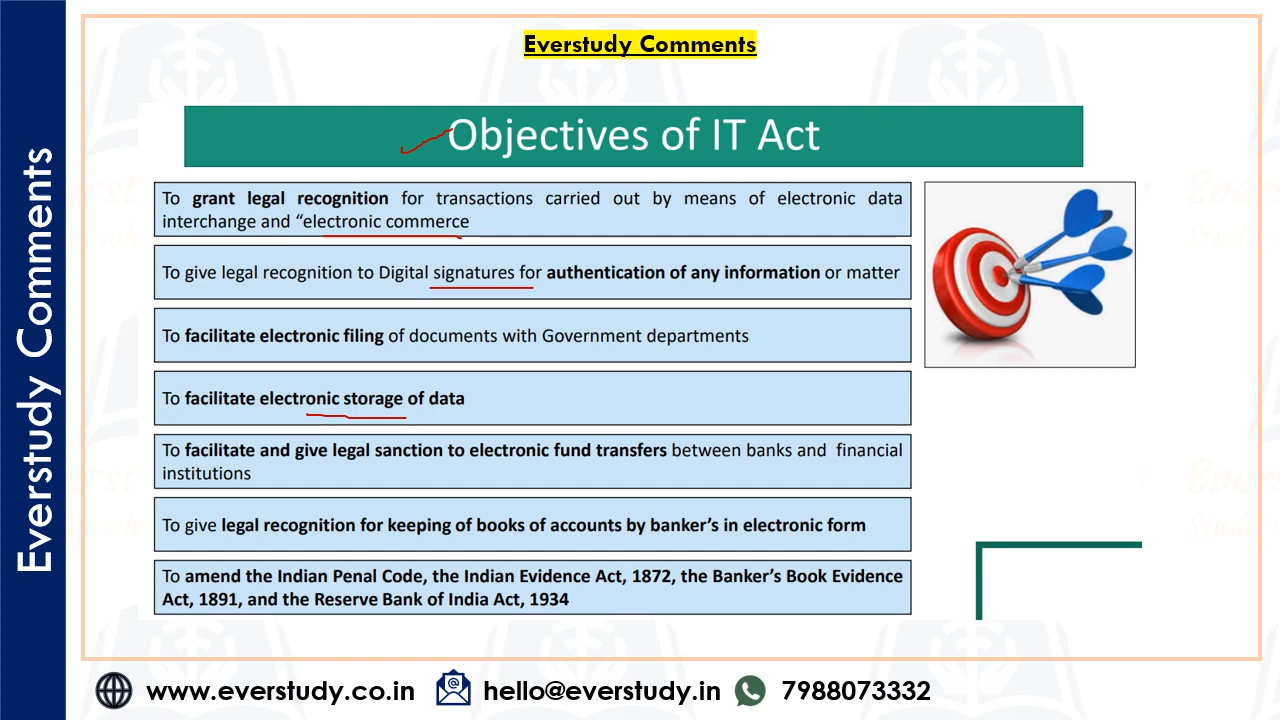 Everstudy Comments
Everstudy Comments
Objectives of IT Act
To grant legal recognition for transactions carried out by means of electronic data
interchange and “electronic commerce
To give legal recognition to Digital signatures for authentication of any information or matter
To facilitate electronic filing of documents with Government departments
To facilitate electronic storage of data
To facilitate and give legal sanction to electronic fund transfers between banks and financial
institutions
To give legal recognition for keeping of books of accounts by banker’s in electronic form
To amend the Indian Penal Code, the Indian Evidence Act, 1872, the Banker’s Book Evidence
Act, 1891, and the Reserve Bank of India Act, 1934
www.everstudy.co.in hello@everstudy.in 7988073332